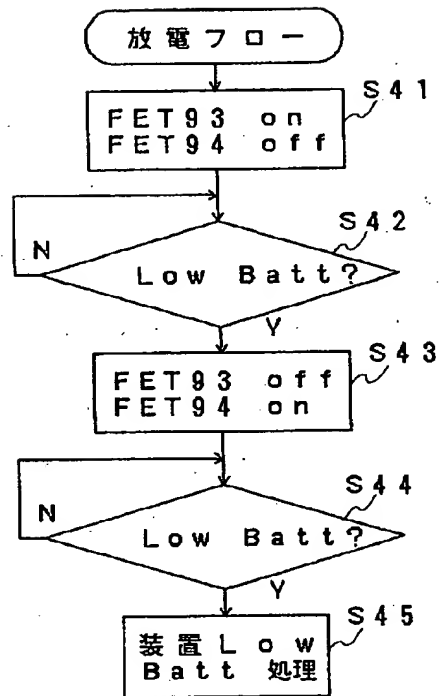 放電フロー
S41
FET93 on
FET94 off
S42
N
Low Batt?
Y
S43
FET93 off
FET94 on
S44
N
Low Batt?
Y
S45
装置Low
Batt 処理